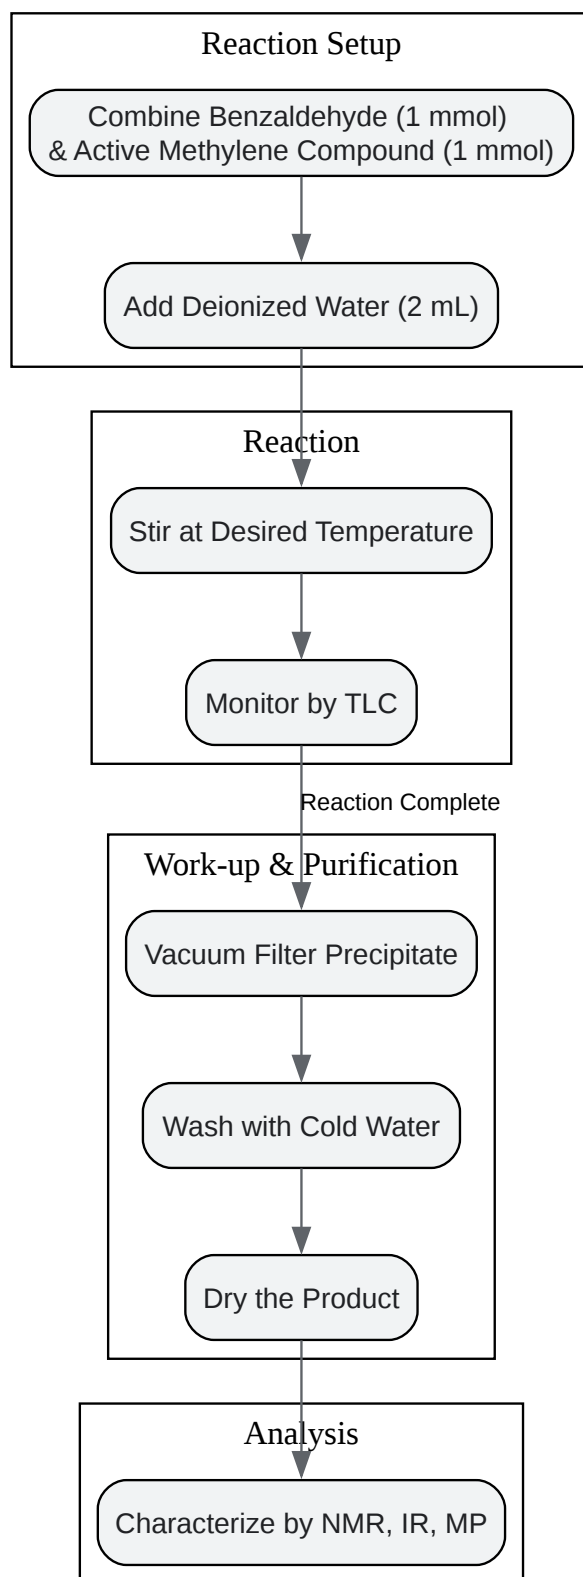 Reaction Setup
Combine Benzaldehyde (1 mmol)
& Active Methylene Compound (1 mmol)
Add Deionized Water (2 mL)
Reaction
Stir at Desired Temperature
Monitor by TLC
Reaction Complete
Work-up & Purification
Vacuum Filter Precipitate
Wash with Cold Water
Dry the Product
Analysis
Characterize by NMR, IR, MP